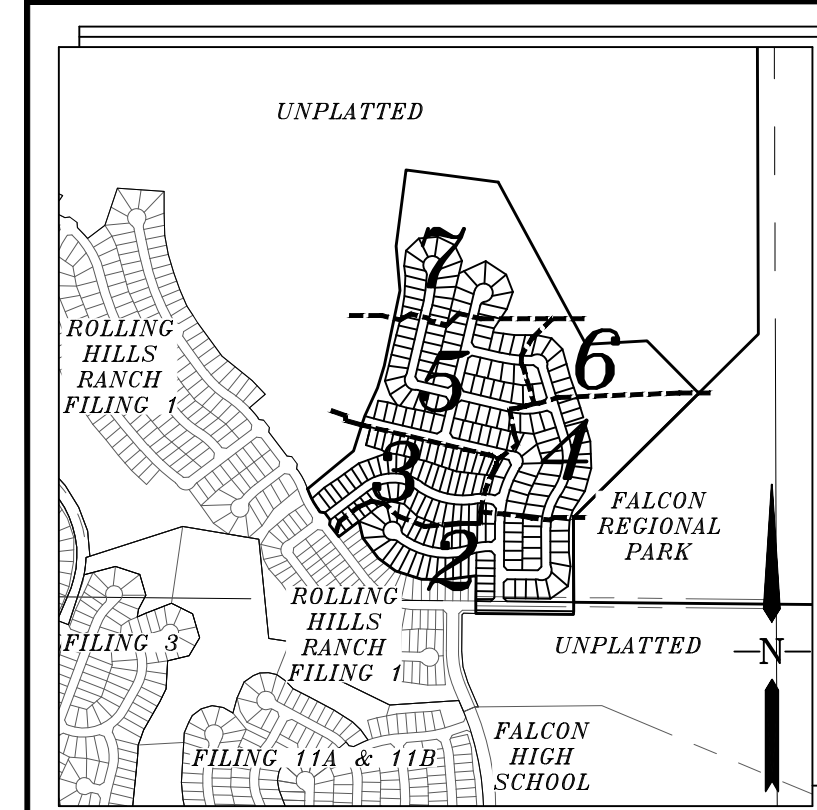 UNPLATTED
7
ROLLING
HILLS
RANCH
FILING 1
6
5
4
3
FALCON
REGIONAL
PARK
2
ROLLING
HILLS
RANCH
FILING 1
FILING 3
UNPLATTED
N
FILING 11A & 11B
FALCON
HIGH
SCHOOL